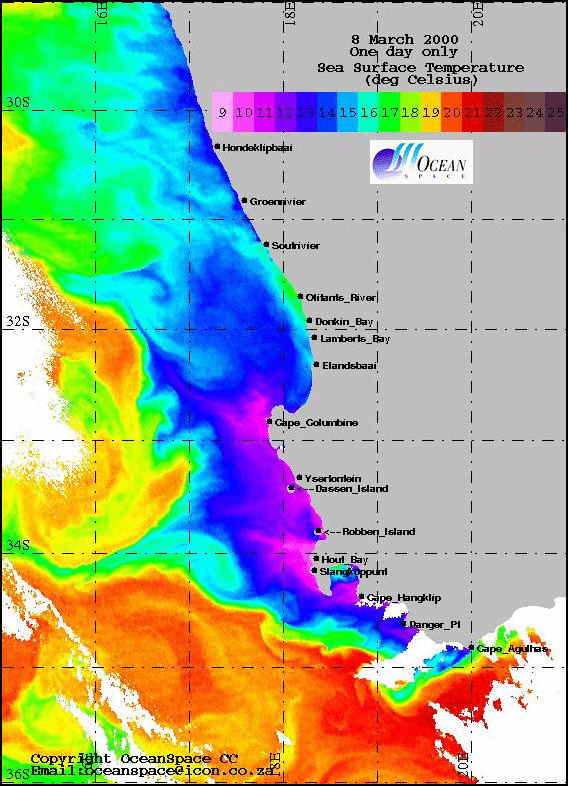 16E 18E 20E
8 March 2000
One day only
Sea Surface Temperature
(deg Celsius)
30S
9 10 11 12 13 14 15 16 17 18 19 20 21 22 23 24 25
Hondeklipbaai
OCEAN
SPACE
Groenrivier
Soutrivier
Olifants_River
32S
Donkin_Bay
Lamberts_Bay
Elandsbaai
Cape_Columbine
Yserfontein
<--Dassen_Island
<--Robben_Island
34S
Hout_Bay
Slangkoppunt
Cape_Hangklip
Danger_Pt
Cape_Agulhas
Copyright OceanSpace CC
Email:oceanspace@icon.co.za
36S